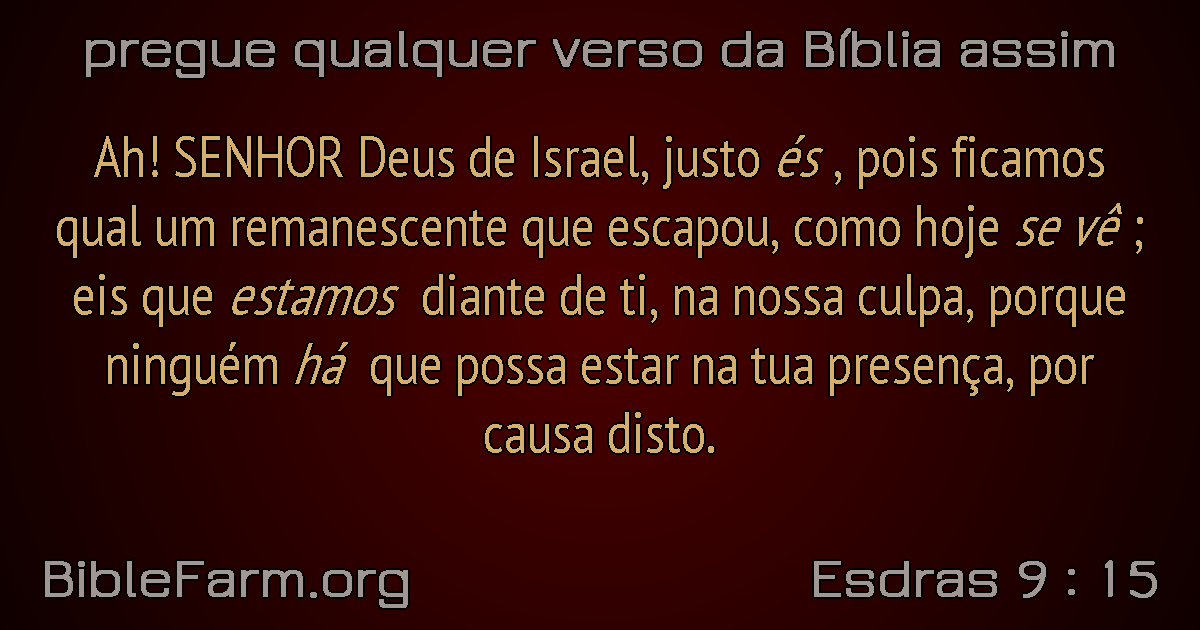 pregue qualquer verso da Bíblia assim
Ah! SENHOR Deus de Israel, justo és , pois ficamos
qual um remanescente que escapou, como hoje se vê ;
eis que estamos diante de ti, na nossa culpa, porque
ninguém há que possa estar na tua presença, por
causa disto.
BibleFarm.org
Esdras 9 : 15